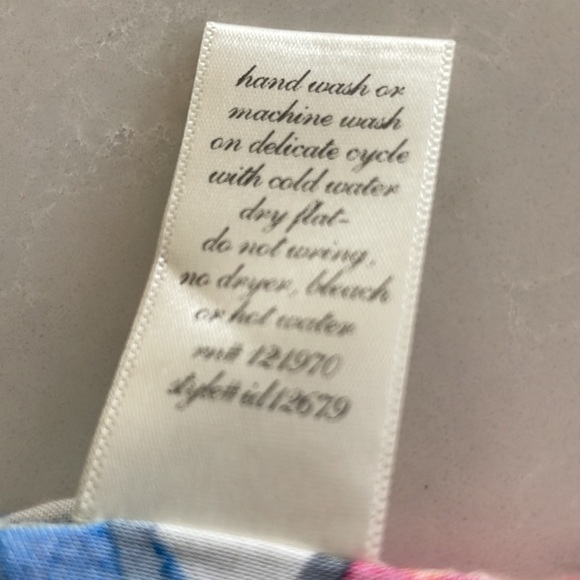 hand wash or
machine wash
on delicate cycle
with cold water
dry flat-
do not wring,
no dryer, bleach
or hot water
rn# 121970
style# id12679